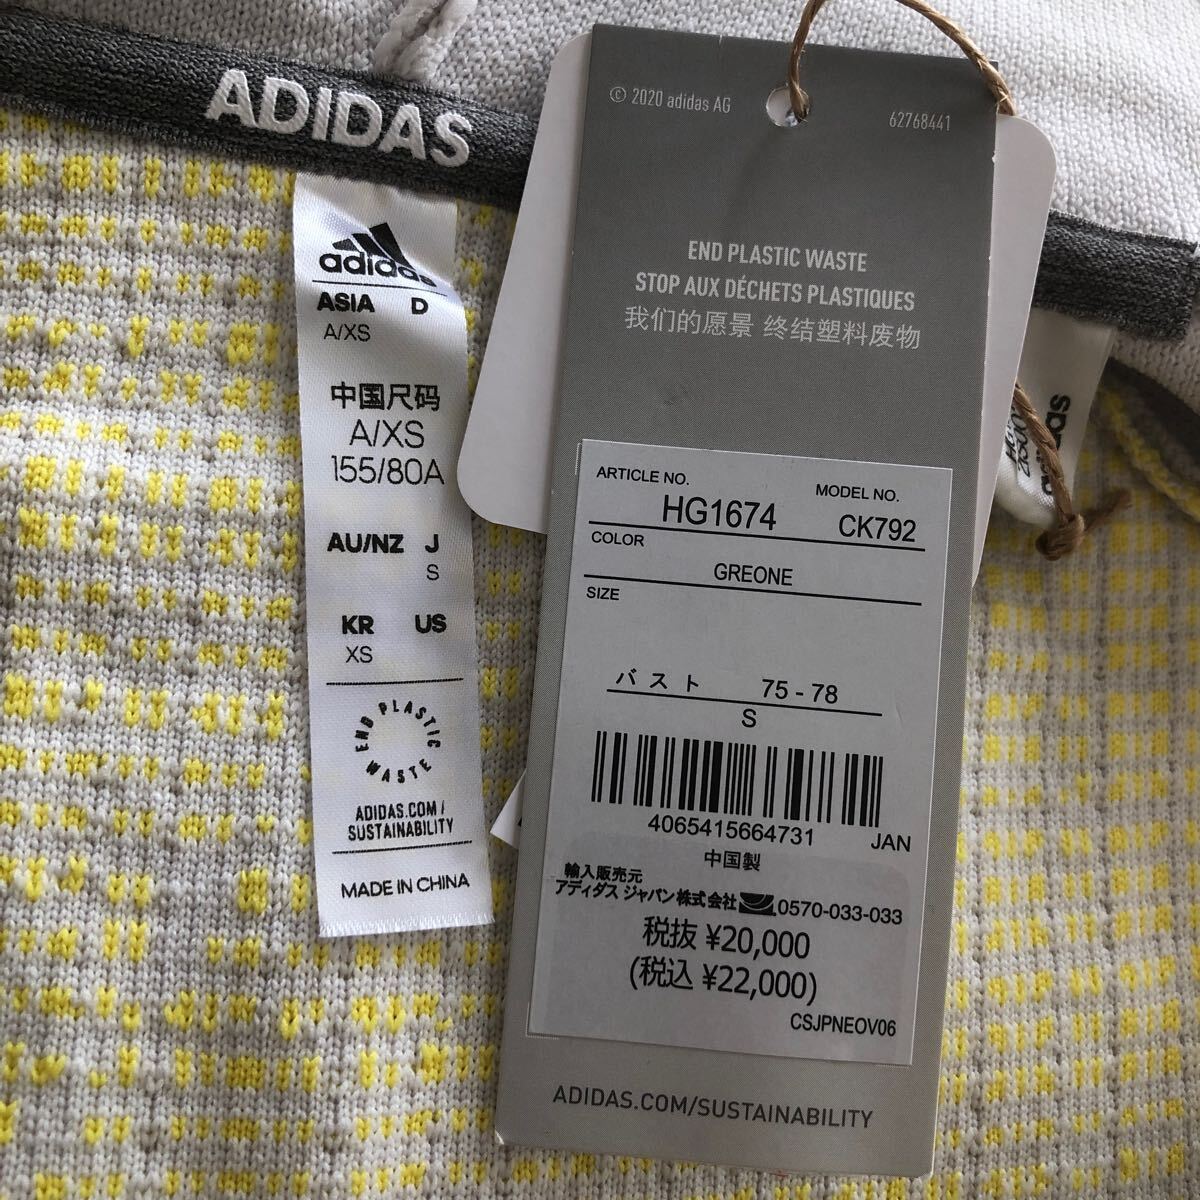 ADIDAS
adidas
ASIA D
A/XS
中国尺码
A/XS
155/80A
AU/NZ J
S
KR US
XS
END PLASTIC WASTE
ADIDAS.COM/
SUSTAINABILITY
MADE IN CHINA
© 2020 adidas AG
62768441
END PLASTIC WASTE
STOP AUX DÉCHETS PLASTIQUES
我们的愿景 终结塑料废物
ARTICLE NO. MODEL NO.
HG1674 CK792
COLOR
GREONE
SIZE
バスト 75 - 78
S
4065415664731 JAN
中国製
輸入販売元
アディダス ジャパン株式会社 0570-033-033
税抜 ¥20,000
(税込 ¥22,000)
CSJPNEOV06
ADIDAS.COM/SUSTAINABILITY
adidas